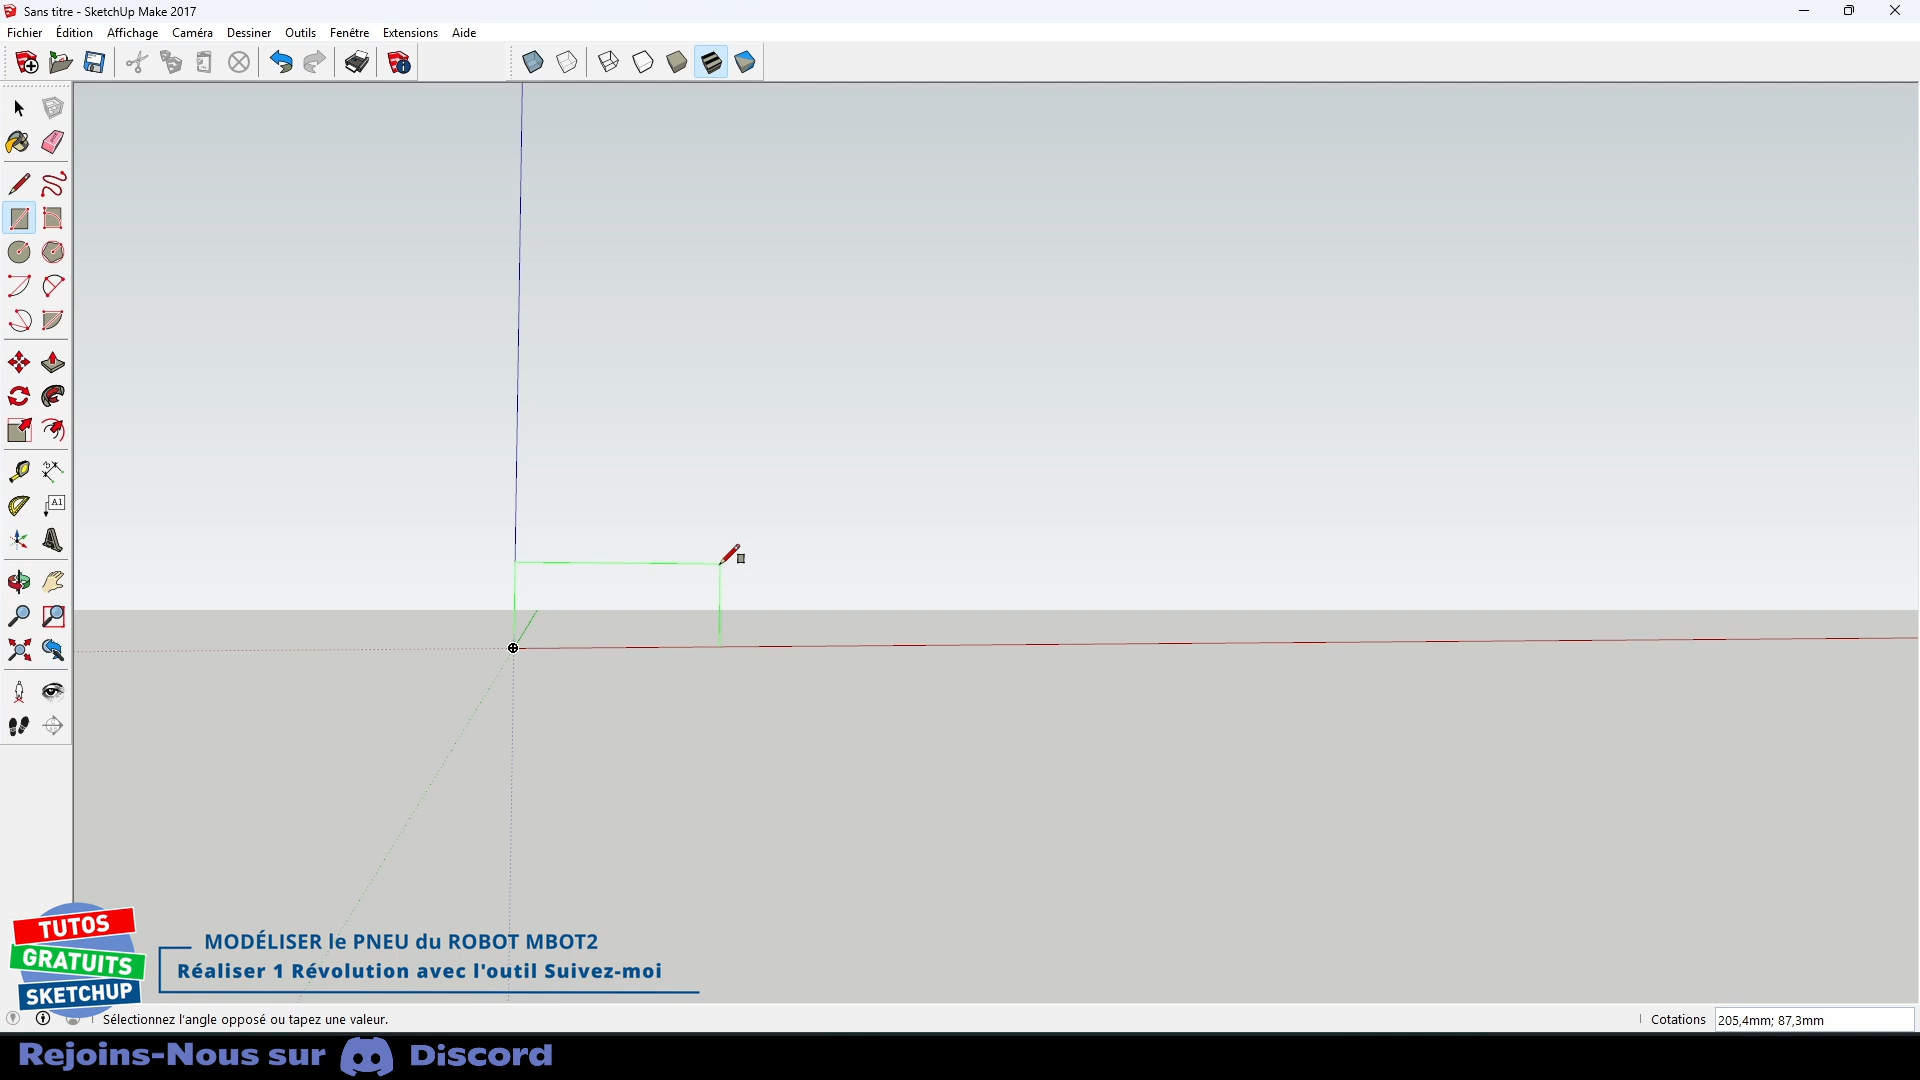 Sans titre - SketchUp Make 2017
Fichier Édition Affichage Caméra Dessiner Outils Fenêtre Extensions Aide
A1
TUTOS
GRATUITS
SKETCHUP
MODÉLISER le PNEU du ROBOT MBOT2
Réaliser 1 Révolution avec l'outil Suivez-moi
Sélectionnez l'angle opposé ou tapez une valeur.
Cotations 205,4mm; 87,3mm
Rejoins-Nous sur Discord